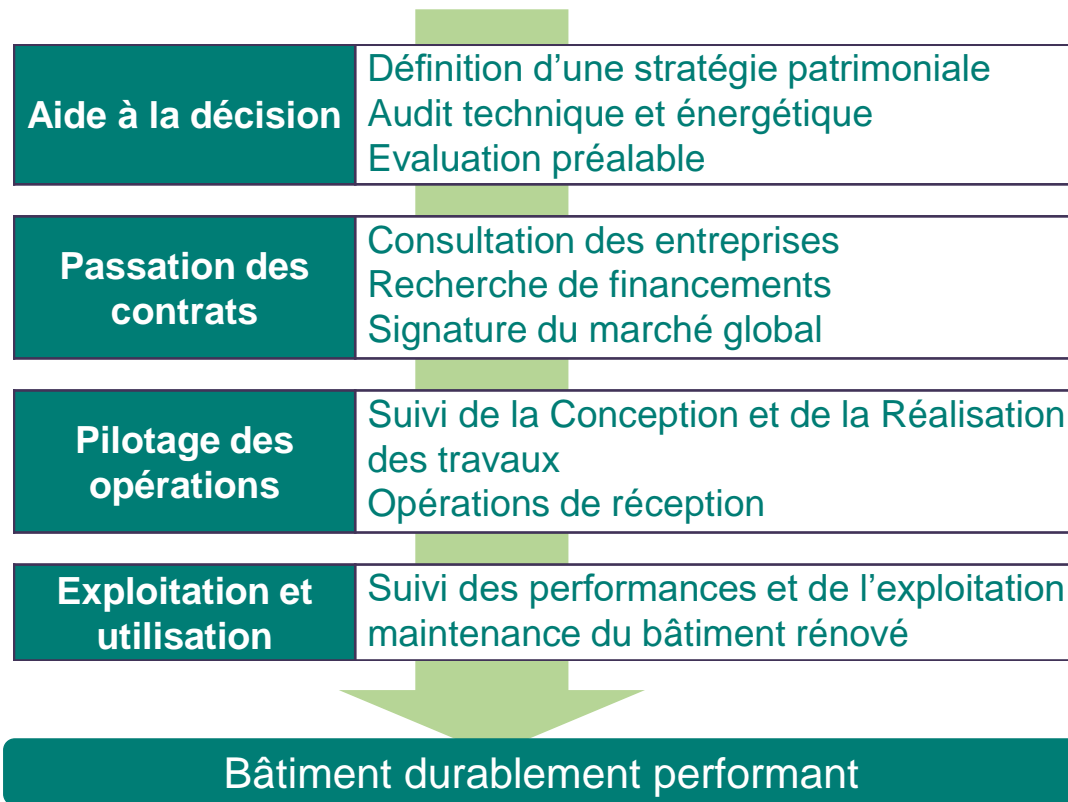 Aide à la décision
Définition d’une stratégie patrimoniale
Audit technique et énergétique
Evaluation préalable
Passation des
contrats
Consultation des entreprises
Recherche de financements
Signature du marché global
Pilotage des
opérations
Suivi de la Conception et de la Réalisation
des travaux
Opérations de réception
Exploitation et
utilisation
Suivi des performances et de l’exploitation
maintenance du bâtiment rénové
Bâtiment durablement performant